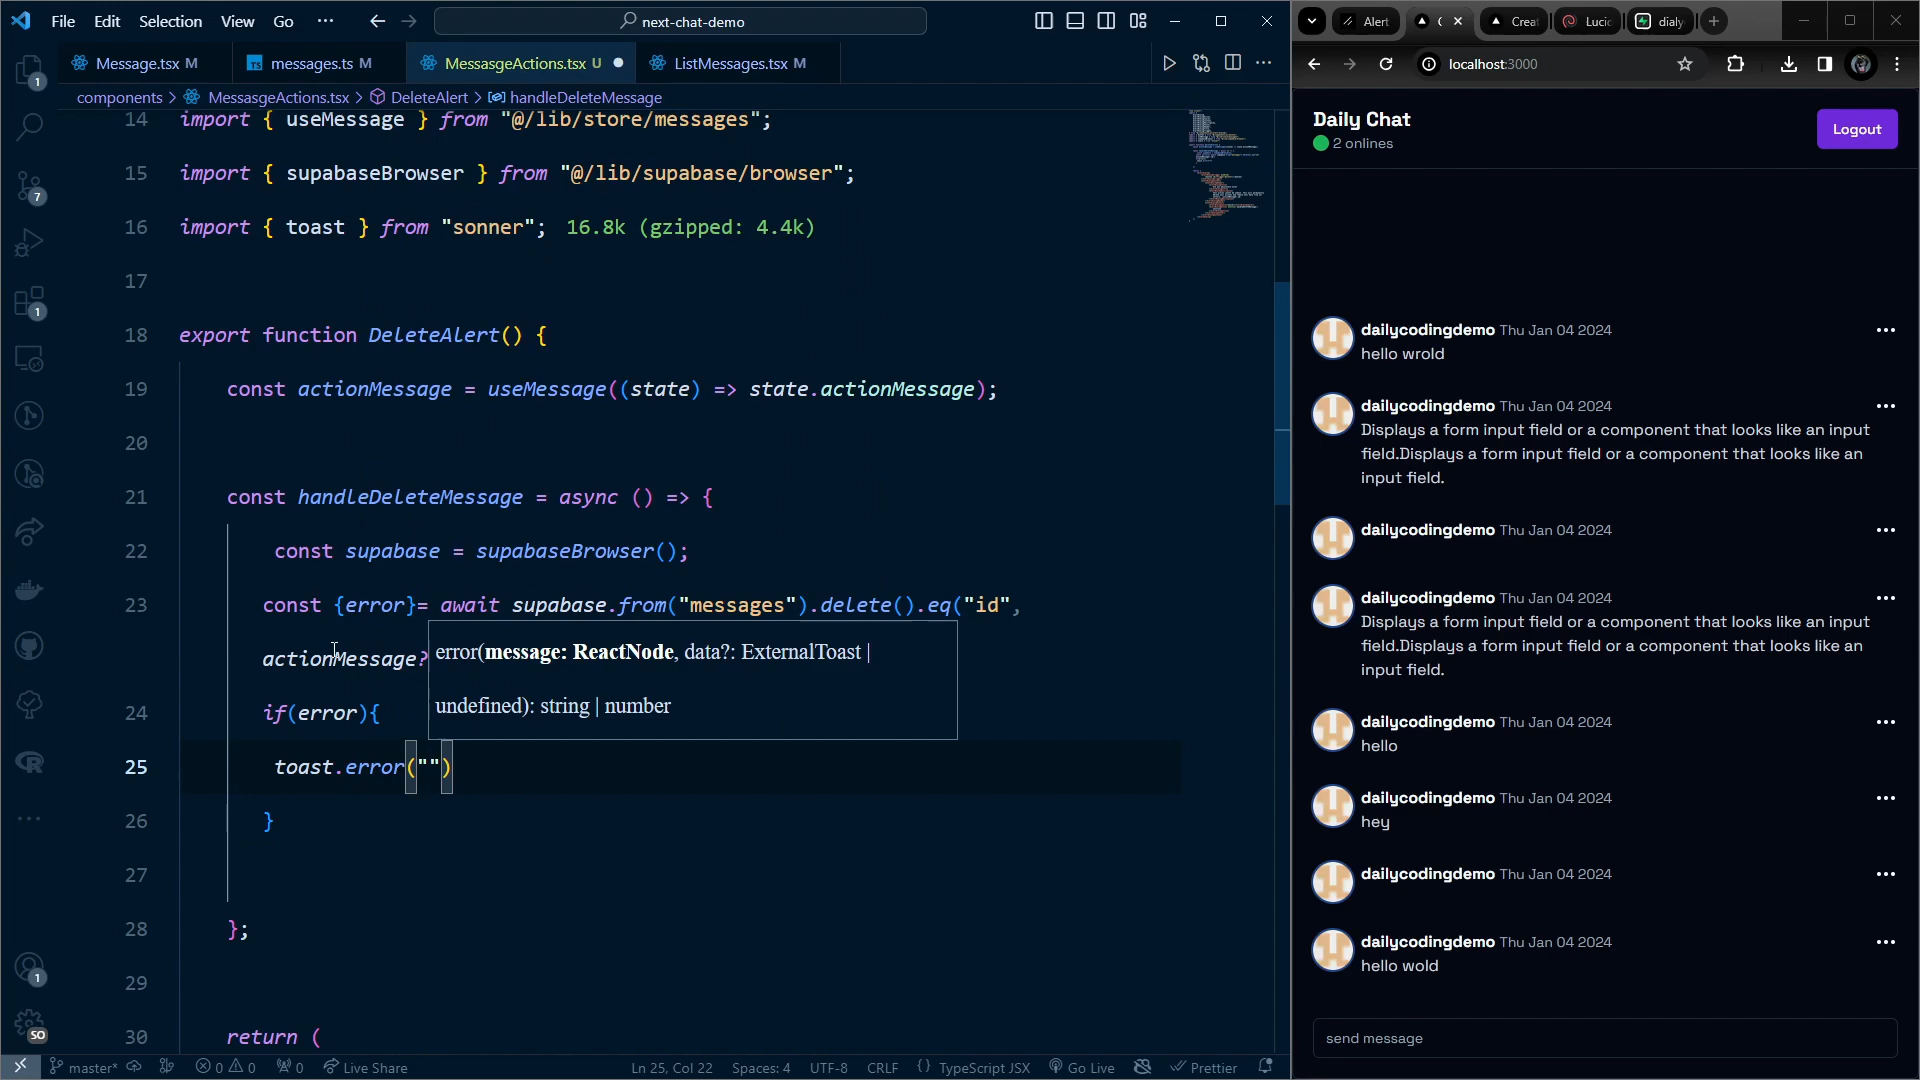 File Edit Selection View Go ··· next-chat-demo
Message.tsx M messages.ts M MessasgeActions.tsx U ListMessages.tsx M
components > MessasgeActions.tsx > DeleteAlert > handleDeleteMessage
14 import { useMessage } from "@/lib/store/messages";
15 import { supabaseBrowser } from "@/lib/supabase/browser";
16 import { toast } from "sonner"; 16.8k (gzipped: 4.4k)
17
18 export function DeleteAlert() {
19 const actionMessage = useMessage((state) => state.actionMessage);
20
21 const handleDeleteMessage = async () => {
22 const supabase = supabaseBrowser();
23 const {error}= await supabase.from("messages").delete().eq("id",
actionMessage?
error(message: ReactNode, data?: ExternalToast |
undefined): string | number
24 if(error){
25 toast.error("")
26 }
27
28 };
29
30 return (
1
7
1
1
SO
master* 0 0 0 Live Share Ln 25, Col 22 Spaces: 4 UTF-8 CRLF {} TypeScript JSX Go Live Prettier
Alert Crea Lucic dialy
localhost:3000
Daily Chat
2 onlines
Logout
dailycodingdemo Thu Jan 04 2024
hello wrold
dailycodingdemo Thu Jan 04 2024
Displays a form input field or a component that looks like an input
field.Displays a form input field or a component that looks like an
input field.
dailycodingdemo Thu Jan 04 2024
dailycodingdemo Thu Jan 04 2024
Displays a form input field or a component that looks like an input
field.Displays a form input field or a component that looks like an
input field.
dailycodingdemo Thu Jan 04 2024
hello
dailycodingdemo Thu Jan 04 2024
hey
dailycodingdemo Thu Jan 04 2024
dailycodingdemo Thu Jan 04 2024
hello wold
send message